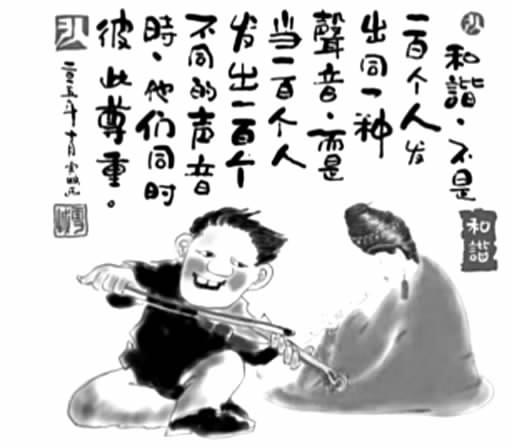 和諧·不是
一百个人发
出同一种
聲音·而是
当一百个人
发出一百个
不同的声音
時、他们同时
彼此尊重。
和諧